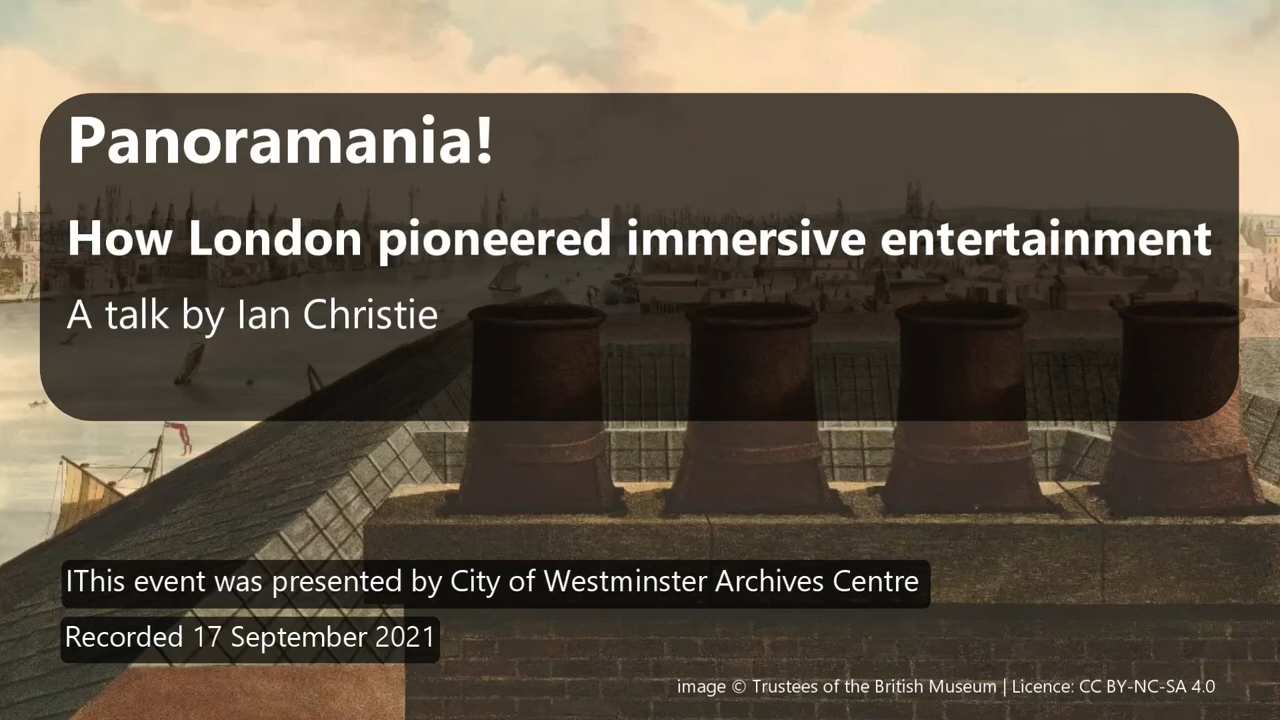 Panoramania!
How London pioneered immersive entertainment
A talk by Ian Christie
IThis event was presented by City of Westminster Archives Centre
Recorded 17 September 2021
image © Trustees of the British Museum | Licence: CC BY-NC-SA 4.0